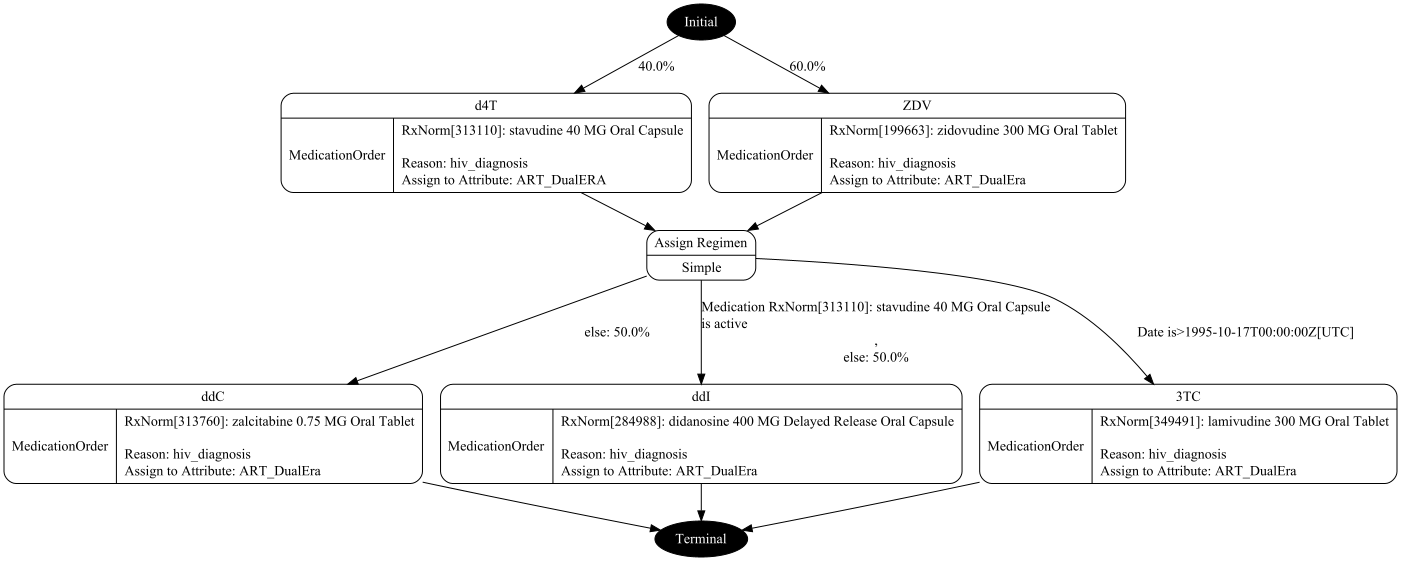 Initial
40.0%
60.0%
d4T
MedicationOrder
RxNorm[313110]: stavudine 40 MG Oral Capsule
Reason: hiv_diagnosis
Assign to Attribute: ART_DualERA
ZDV
MedicationOrder
RxNorm[199663]: zidovudine 300 MG Oral Tablet
Reason: hiv_diagnosis
Assign to Attribute: ART_DualEra
Assign Regimen
Simple
else: 50.0%
Medication RxNorm[313110]: stavudine 40 MG Oral Capsule
is active
,
else: 50.0%
Date is>1995-10-17T00:00:00Z[UTC]
ddC
MedicationOrder
RxNorm[313760]: zalcitabine 0.75 MG Oral Tablet
Reason: hiv_diagnosis
Assign to Attribute: ART_DualEra
ddI
MedicationOrder
RxNorm[284988]: didanosine 400 MG Delayed Release Oral Capsule
Reason: hiv_diagnosis
Assign to Attribute: ART_DualEra
3TC
MedicationOrder
RxNorm[349491]: lamivudine 300 MG Oral Tablet
Reason: hiv_diagnosis
Assign to Attribute: ART_DualEra
Terminal